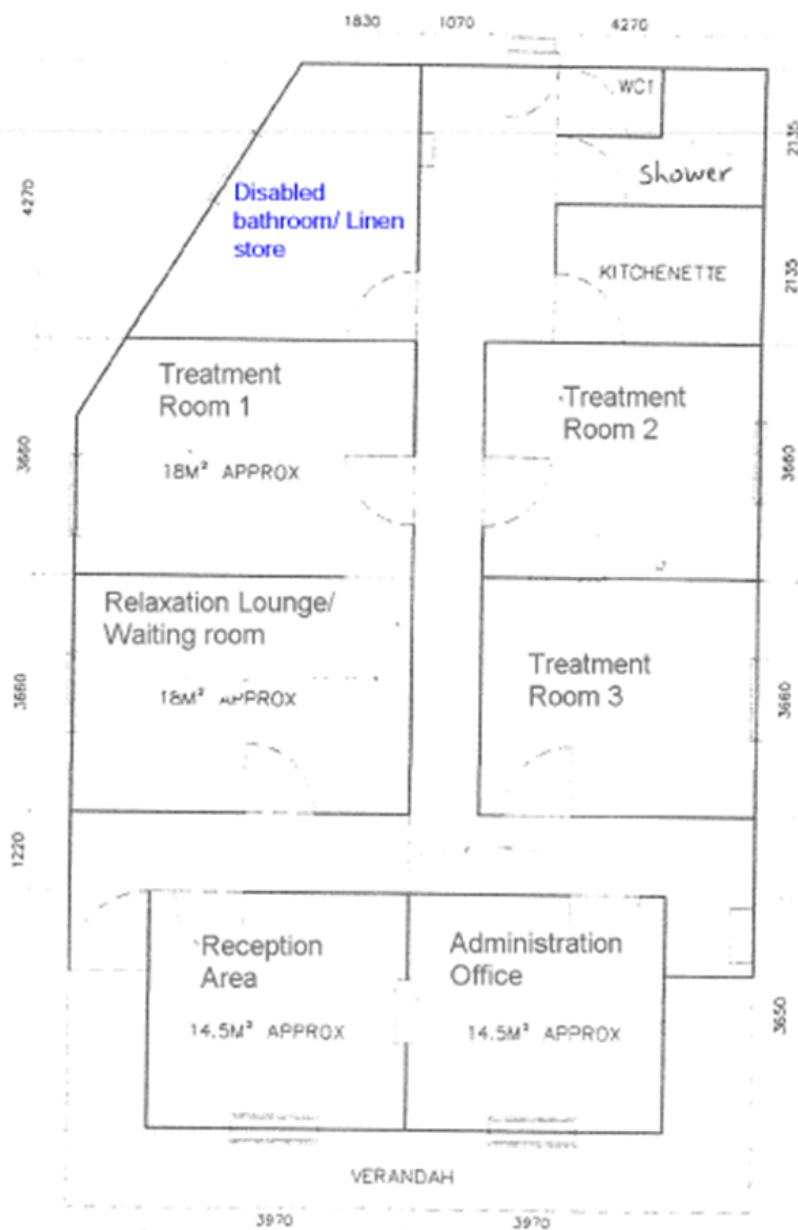 1830 1070 4270
WC1
2135
Shower
4270
Disabled
bathroom/ Linen
store
KITCHENETTE
2135
Treatment
Room 1
18M² APPROX
Treatment
Room 2
3660
3660
Relaxation Lounge/
Waiting room
18M² APPROX
Treatment
Room 3
3660
3660
1220
Reception
Area
14.5M² APPROX
Administration
Office
14.5M² APPROX
3650
VERANDAH
3970 3970